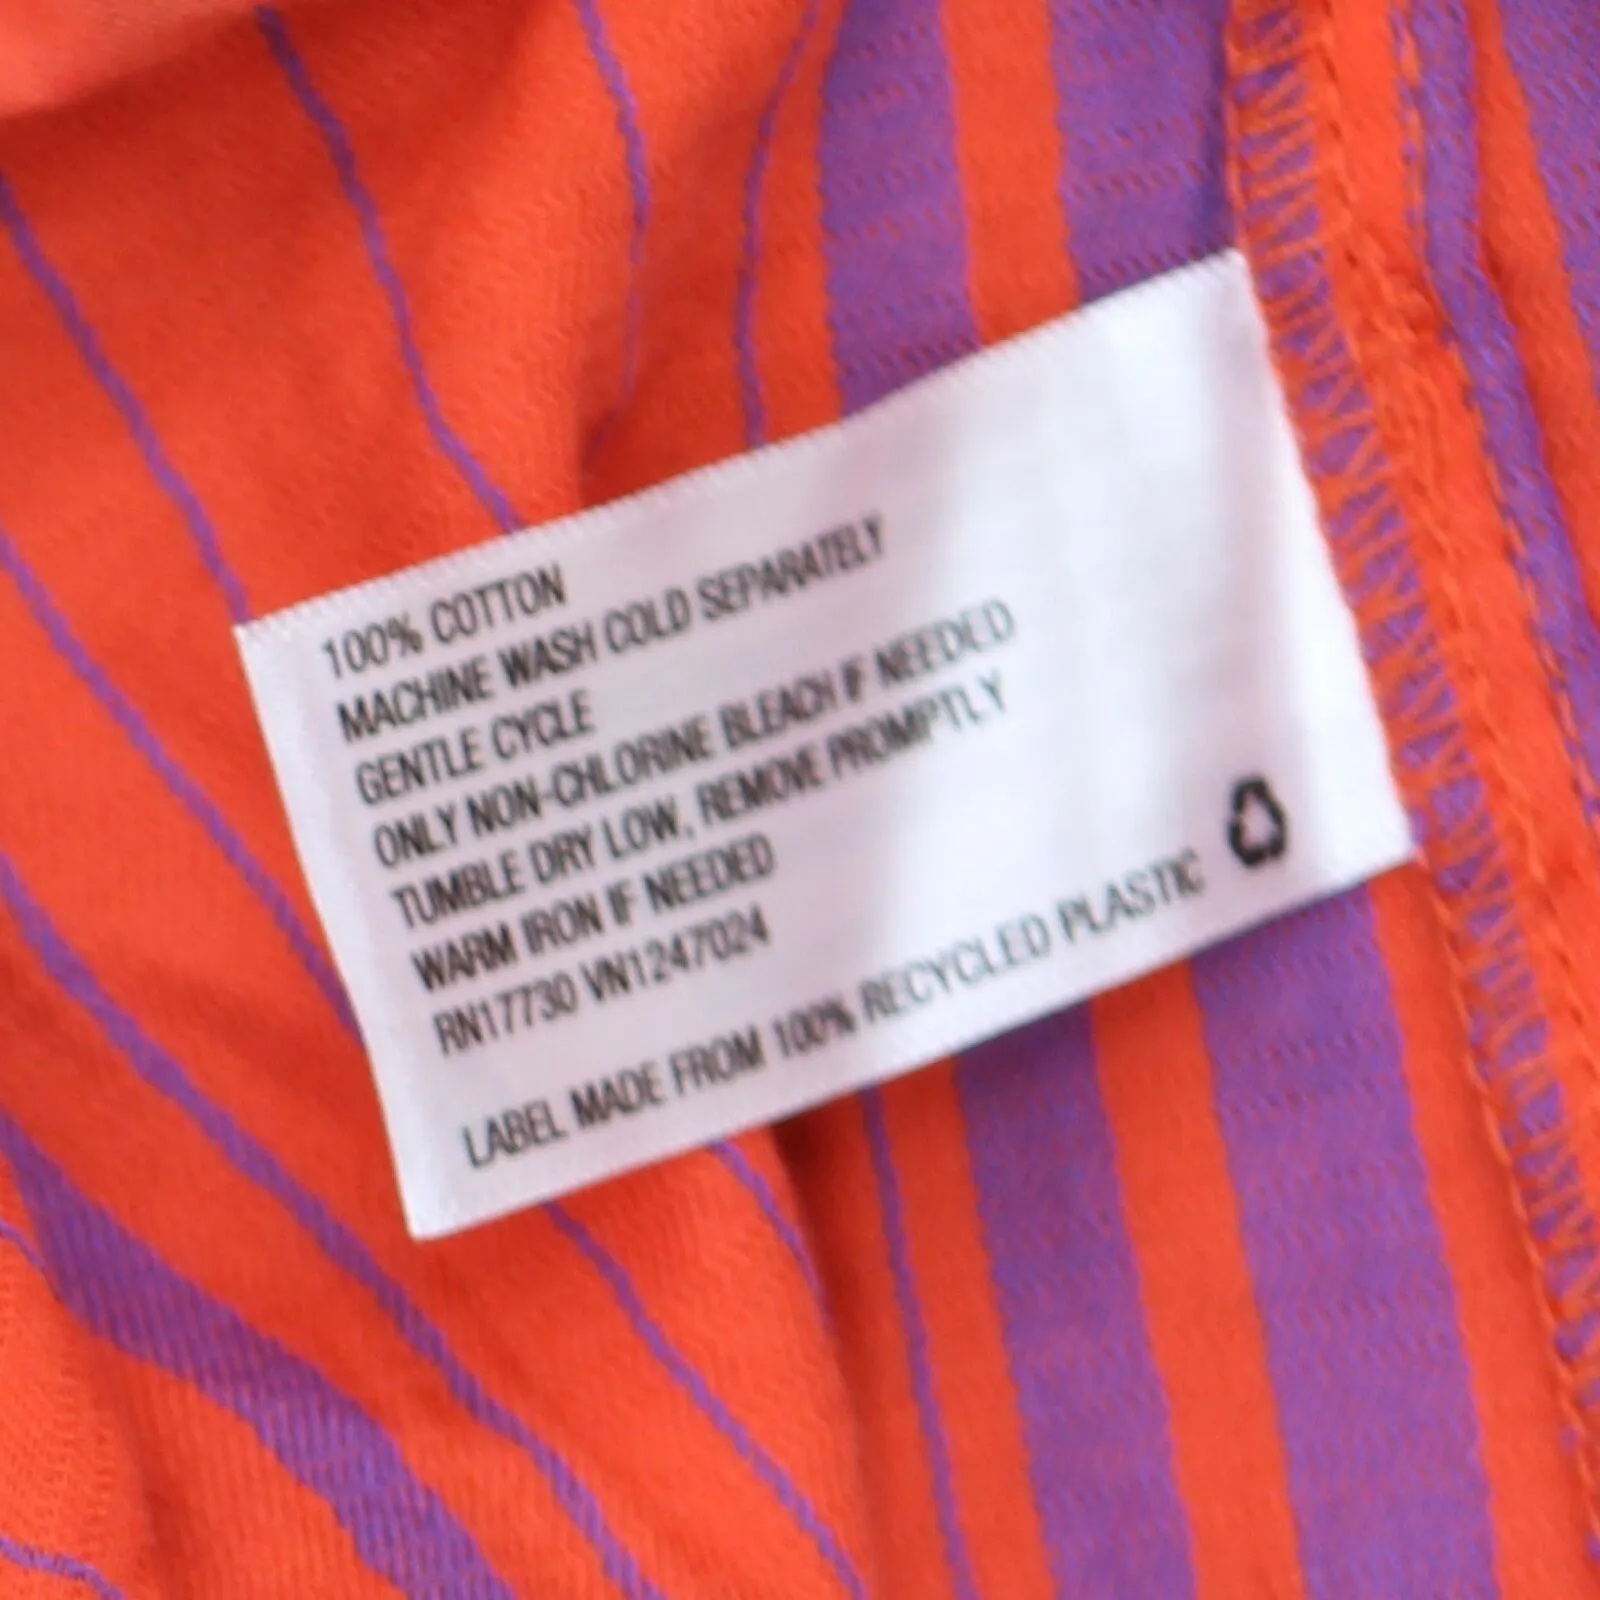 100% COTTON
MACHINE WASH COLD SEPARATELY
GENTLE CYCLE
ONLY NON-CHLORINE BLEACH IF NEEDED
TUMBLE DRY LOW, REMOVE PROMPTLY
WARM IRON IF NEEDED
RN17730 VN1247024
LABEL MADE FROM 100% RECYCLED PLASTIC